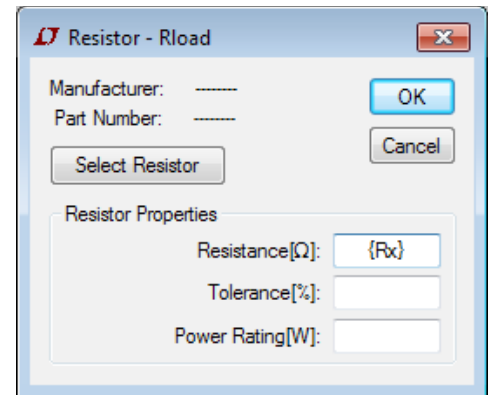 Resistor - Rload
Manufacturer: --------
OK
Part Number: --------
Cancel
Select Resistor
Resistor Properties
Resistance[Ω]: {Rx}
Tolerance[%]:
Power Rating[W]: